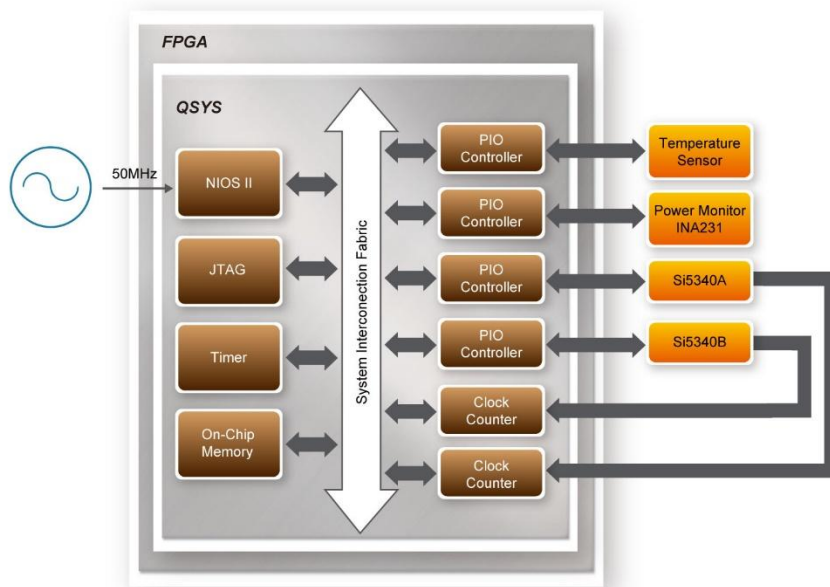 FPGA
QSYS
50MHz
NIOS II
JTAG
Timer
On-Chip
Memory
System Interconnection Fabric
PIO
Controller
PIO
Controller
PIO
Controller
PIO
Controller
Clock
Counter
Clock
Counter
Temperature
Sensor
Power Monitor
INA231
Si5340A
Si5340B